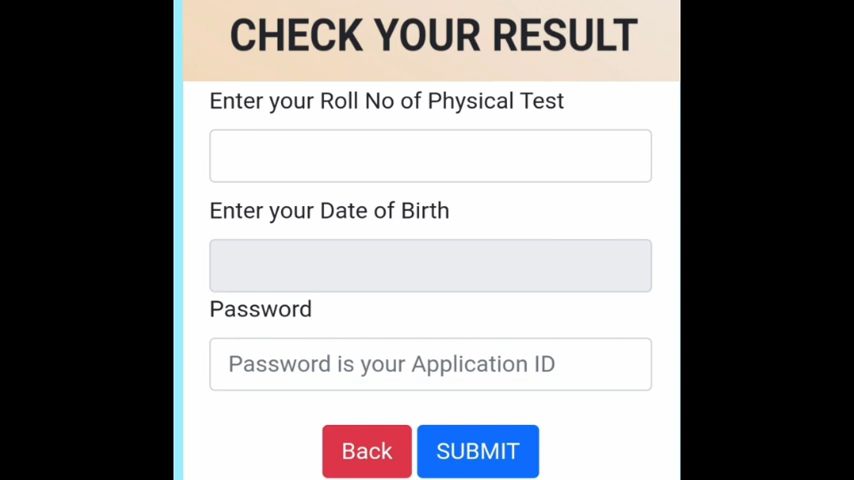 CHECK YOUR RESULT
Enter your Roll No of Physical Test
Enter your Date of Birth
Password
Password is your Application ID
Back SUBMIT